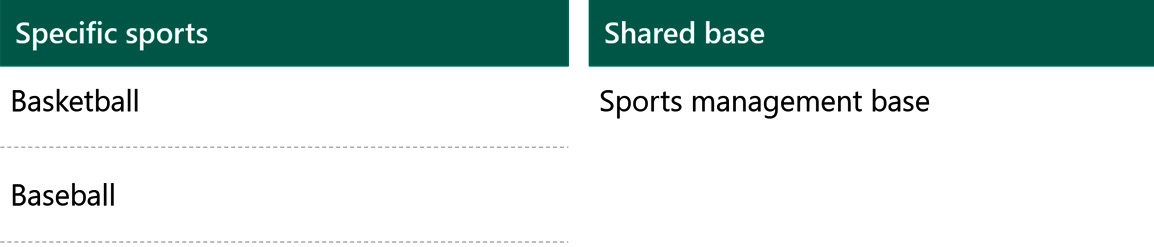 Specific sports
Basketball
Baseball
Shared base
Sports management base